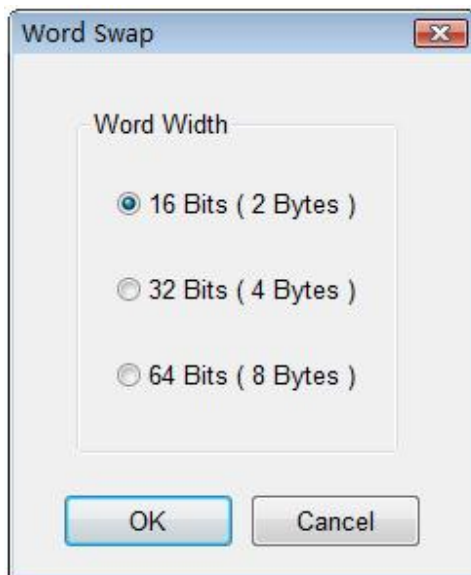 Word Swap
Word Width
16 Bits ( 2 Bytes )
32 Bits ( 4 Bytes )
64 Bits ( 8 Bytes )
OK Cancel